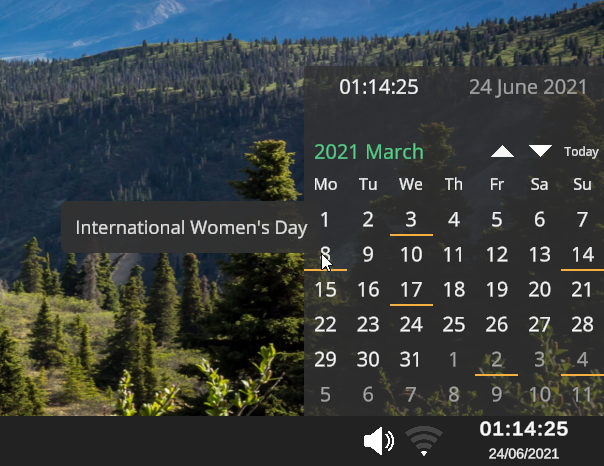 01:14:25 24 June 2021
2021 March Today
Mo Tu We Th Fr Sa Su
International Women's Day
1 2 3 4 5 6 7
8 9 10 11 12 13 14
15 16 17 18 19 20 21
22 23 24 25 26 27 28
29 30 31 1 2 3 4
5 6 7 8 9 10 11
01:14:25
24/06/2021